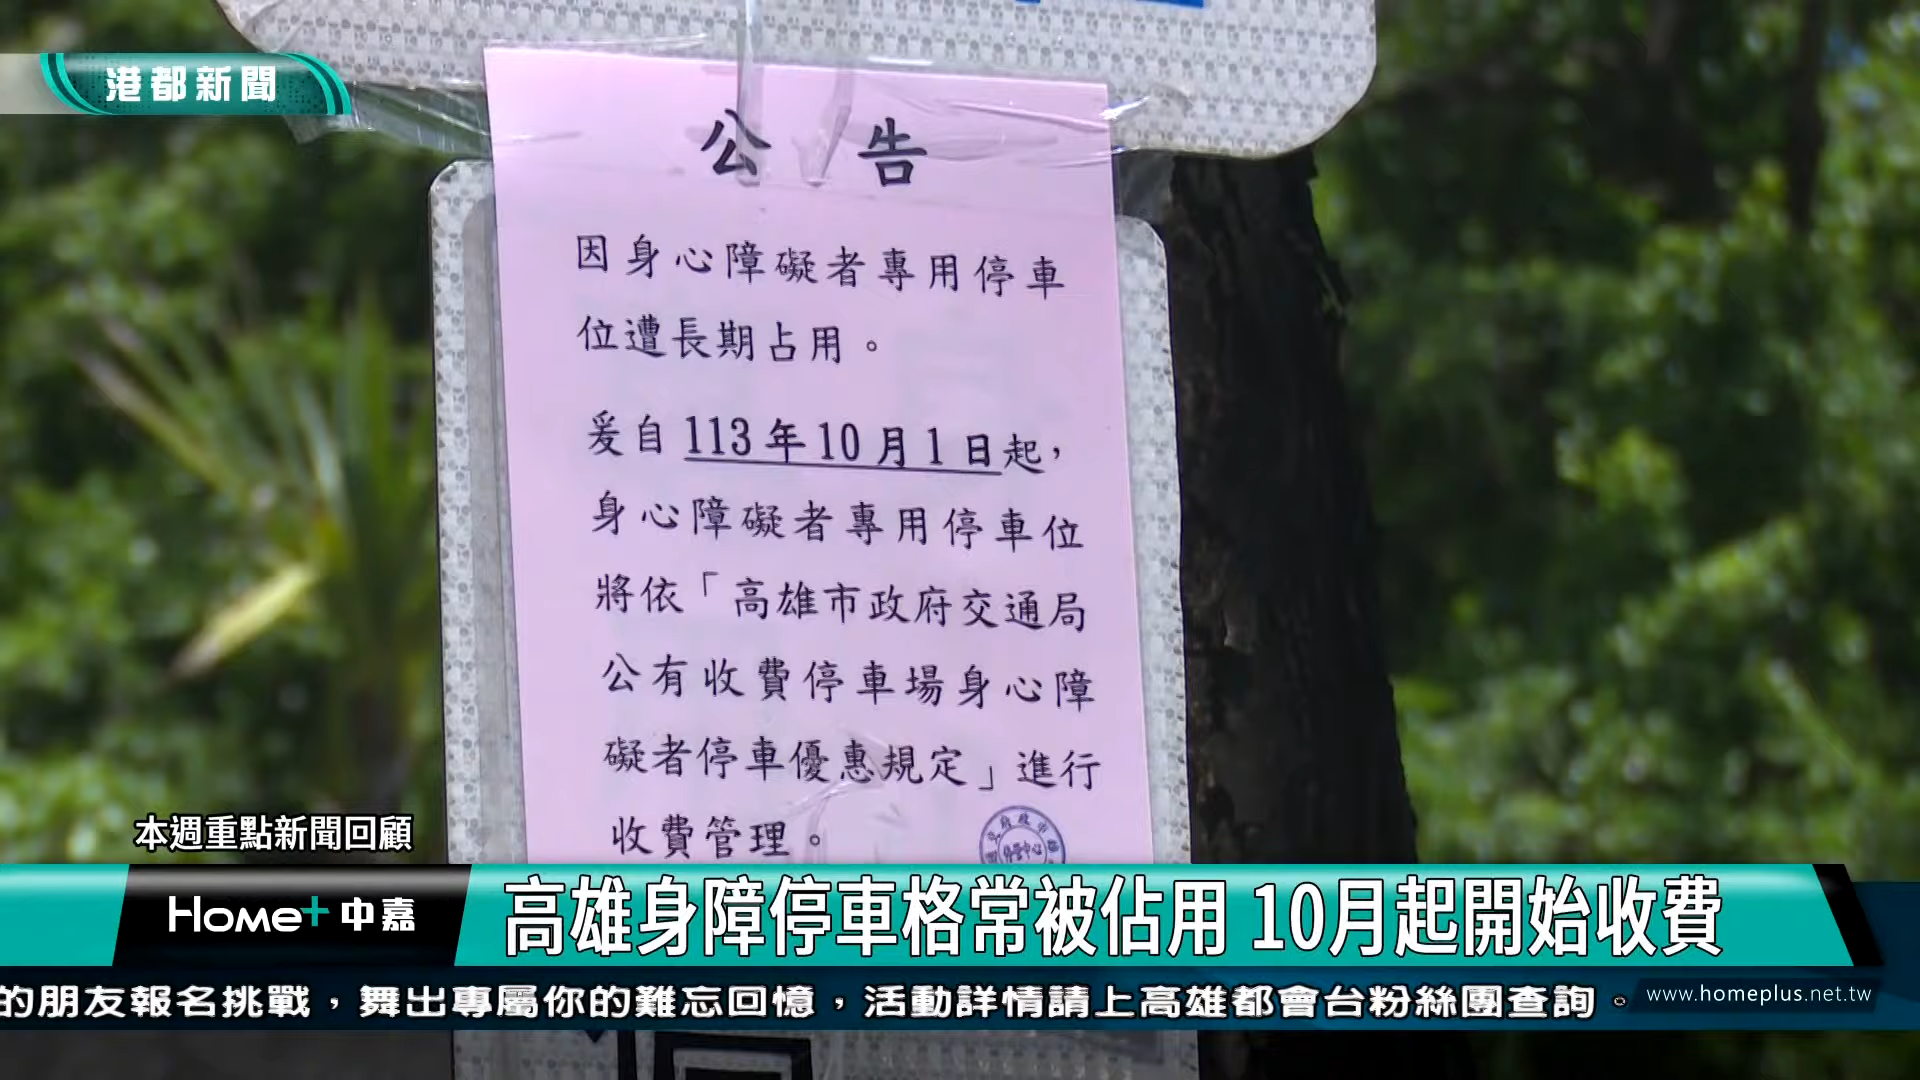 港都新聞
公告
因身心障礙者專用停車
位遭長期占用。
爰自113年10月1日起，
身心障礙者專用停車位
將依「高雄市政府交通局
公有收費停車場身心障
礙者停車優惠規定」進行
收費管理。
停管中心
本週重點新聞回顧
Home+中嘉
高雄身障停車格常被佔用 10月起開始收費
的朋友報名挑戰，舞出專屬你的難忘回憶，活動詳情請上高雄都會台粉絲團查詢。
www.homeplus.net.tw